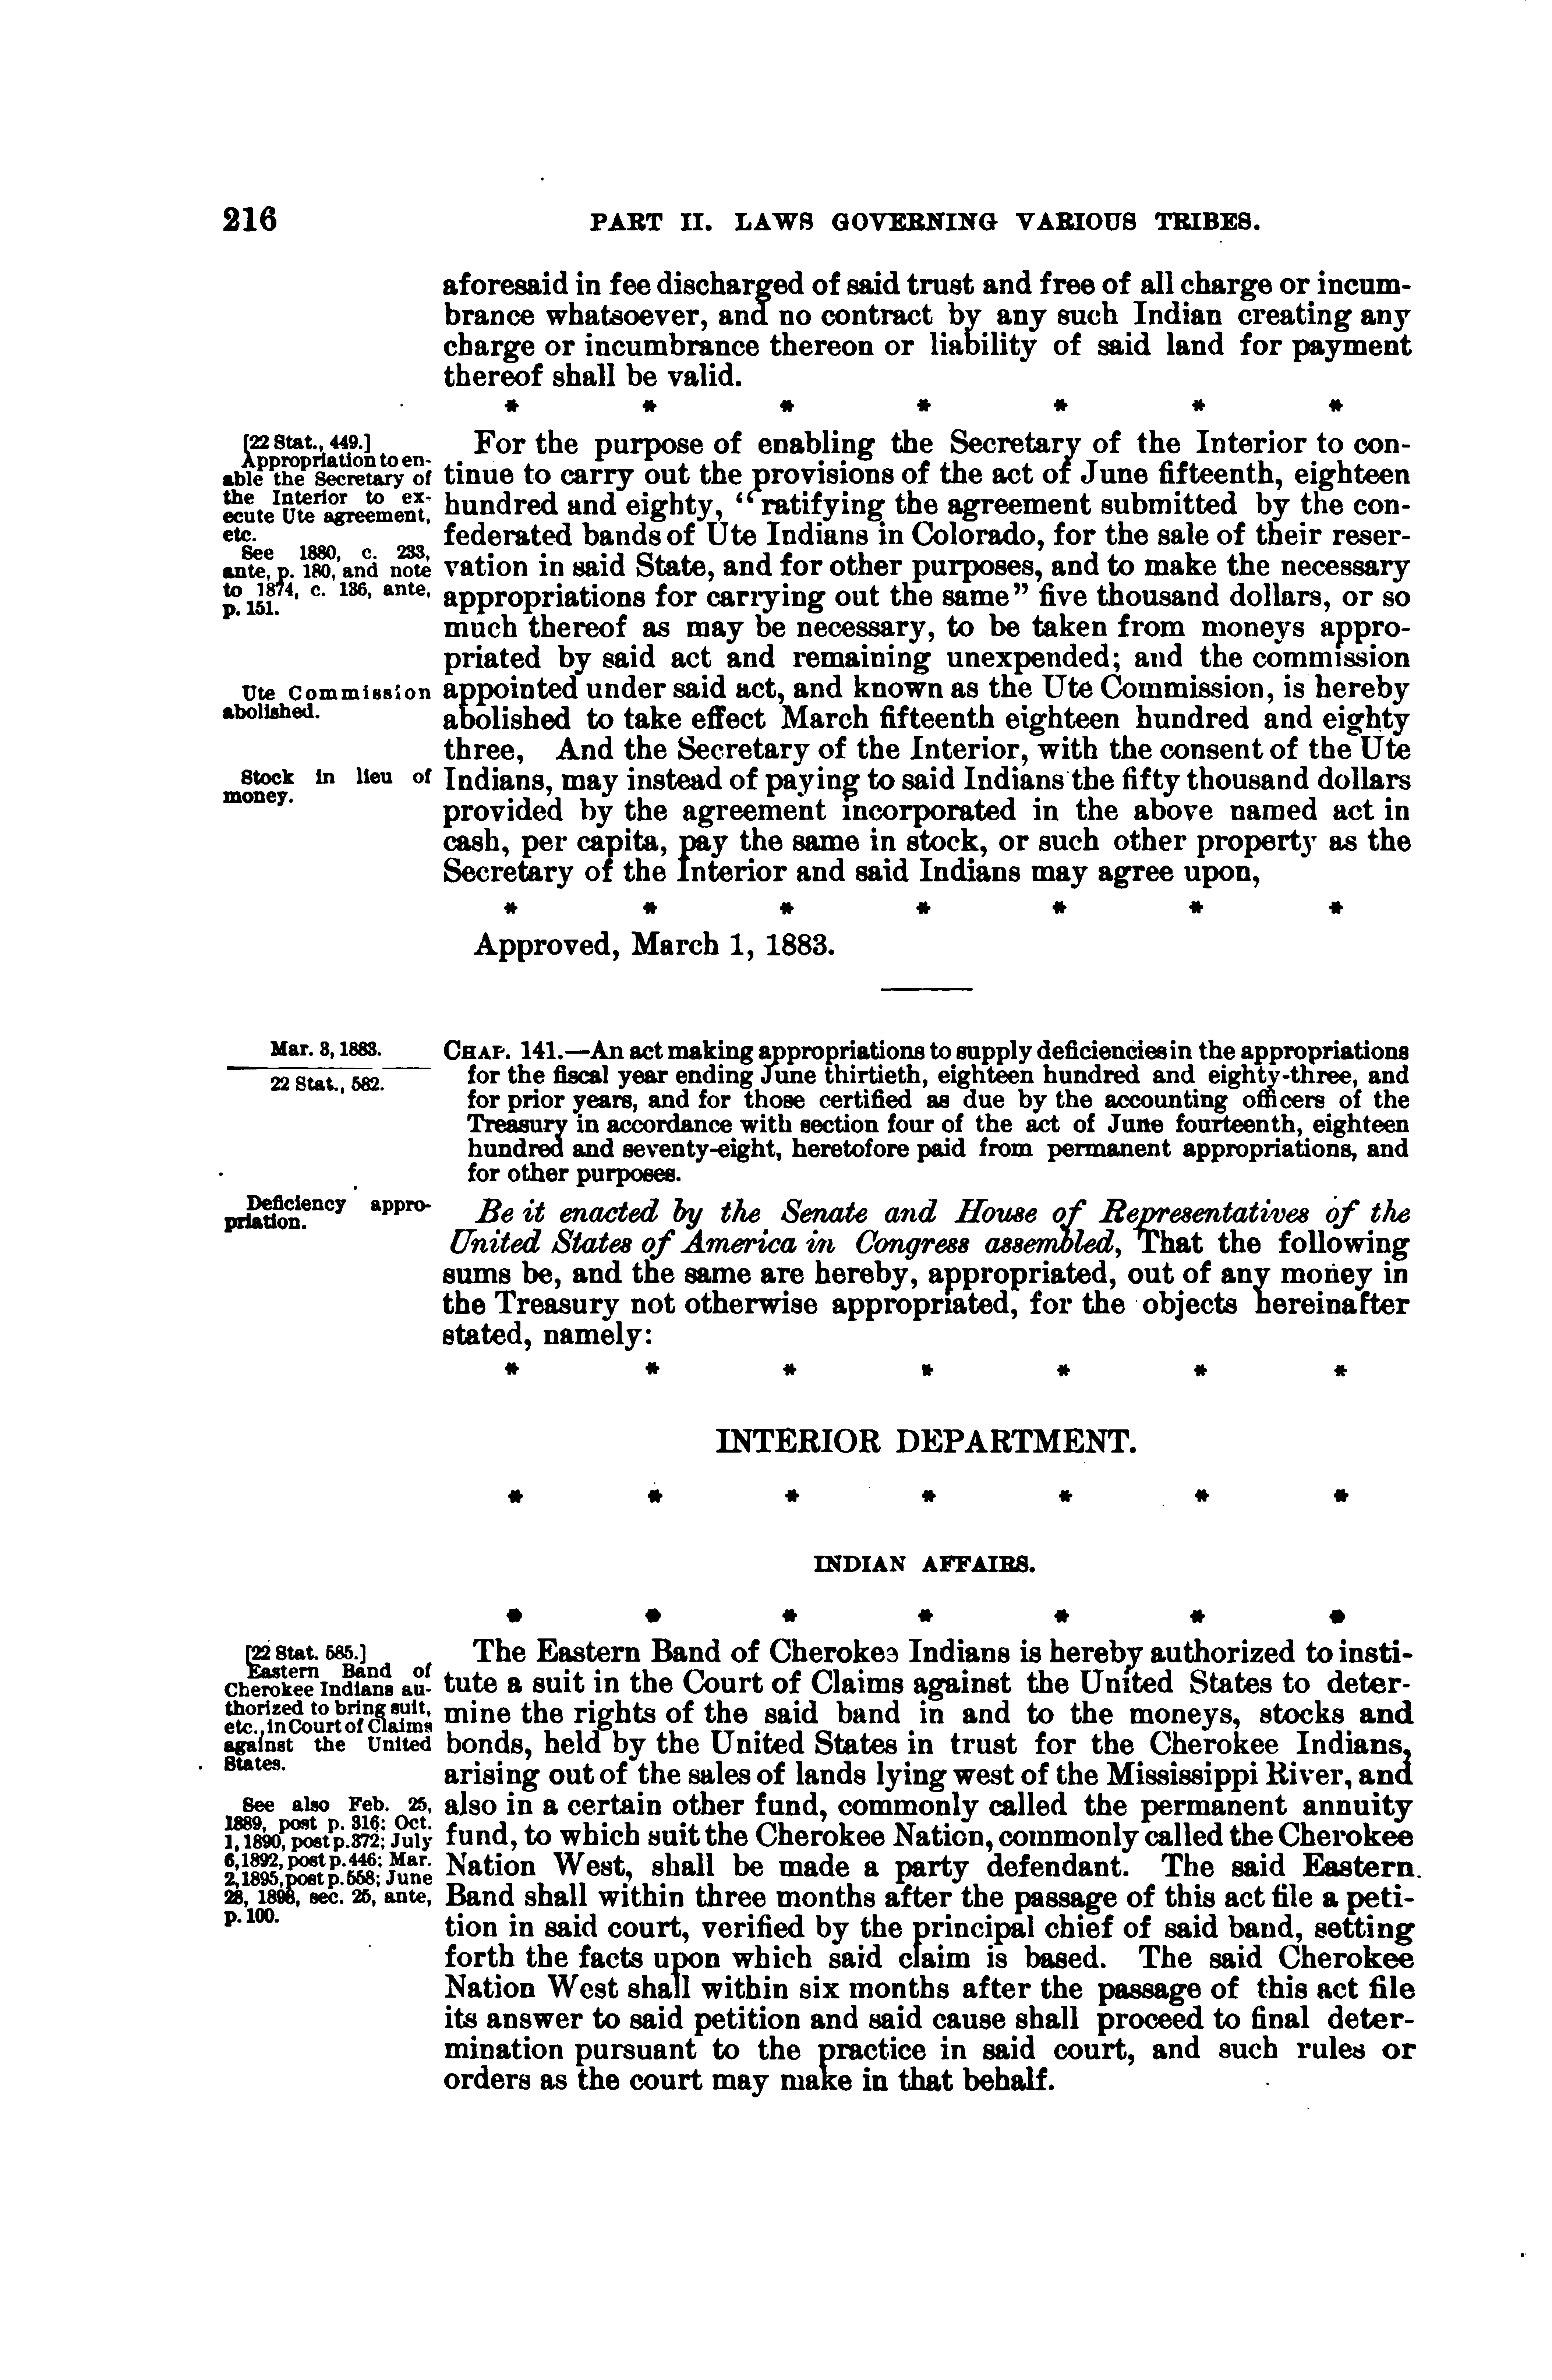 216
PART II. LAWS GOVERNING VARIOUS TRIBES.
aforesaid in fee discharged of said trust and free of all charge or incum-
brance whatsoever, and no contract by any such Indian creating any
charge or incumbrance thereon or liability of said land for payment
thereof shall be valid.
* * * * * * *
[22 Stat., 449.]
Appropriation to en-
able the Secretary of
the Interior to ex-
ecute Ute agreement,
etc.
See 1880, c. 233,
ante, p. 180, and note
to 1874, c. 136, ante,
p. 151.
For the purpose of enabling the Secretary of the Interior to con-
tinue to carry out the provisions of the act of June fifteenth, eighteen
hundred and eighty, “ratifying the agreement submitted by the con-
federated bands of Ute Indians in Colorado, for the sale of their reser-
vation in said State, and for other purposes, and to make the necessary
appropriations for carrying out the same” five thousand dollars, or so
much thereof as may be necessary, to be taken from moneys appro-
priated by said act and remaining unexpended; and the commission
Ute Commission
abolished.
appointed under said act, and known as the Ute Commission, is hereby
abolished to take effect March fifteenth eighteen hundred and eighty
three, And the Secretary of the Interior, with the consent of the Ute
Stock in lieu of
money.
Indians, may instead of paying to said Indians the fifty thousand dollars
provided by the agreement incorporated in the above named act in
cash, per capita, pay the same in stock, or such other property as the
Secretary of the Interior and said Indians may agree upon,
* * * * * * *
Approved, March 1, 1883.
Mar. 3, 1883.
22 Stat., 582.
CHAP. 141.—An act making appropriations to supply deficiencies in the appropriations
for the fiscal year ending June thirtieth, eighteen hundred and eighty-three, and
for prior years, and for those certified as due by the accounting officers of the
Treasury in accordance with section four of the act of June fourteenth, eighteen
hundred and seventy-eight, heretofore paid from permanent appropriations, and
for other purposes.
Deficiency appro-
priation.
Be it enacted by the Senate and House of Representatives of the
United States of America in Congress assembled, That the following
sums be, and the same are hereby, appropriated, out of any money in
the Treasury not otherwise appropriated, for the objects hereinafter
stated, namely:
* * * * * * *
INTERIOR DEPARTMENT.
* * * * * * *
INDIAN AFFAIRS.
* * * * * * *
[22 Stat. 585.]
Eastern Band of
Cherokee Indians au-
thorized to bring suit,
etc., in Court of Claims
against the United
States.
See also Feb. 25,
1889, post p. 316; Oct.
1, 1890, post p. 372; July
6, 1892, post p. 446; Mar.
2, 1895, post p. 558; June
28, 1898, sec. 25, ante,
p. 100.
The Eastern Band of Cherokee Indians is hereby authorized to insti-
tute a suit in the Court of Claims against the United States to deter-
mine the rights of the said band in and to the moneys, stocks and
bonds, held by the United States in trust for the Cherokee Indians,
arising out of the sales of lands lying west of the Mississippi River, and
also in a certain other fund, commonly called the permanent annuity
fund, to which suit the Cherokee Nation, commonly called the Cherokee
Nation West, shall be made a party defendant. The said Eastern
Band shall within three months after the passage of this act file a peti-
tion in said court, verified by the principal chief of said band, setting
forth the facts upon which said claim is based. The said Cherokee
Nation West shall within six months after the passage of this act file
its answer to said petition and said cause shall proceed to final deter-
mination pursuant to the practice in said court, and such rules or
orders as the court may make in that behalf.